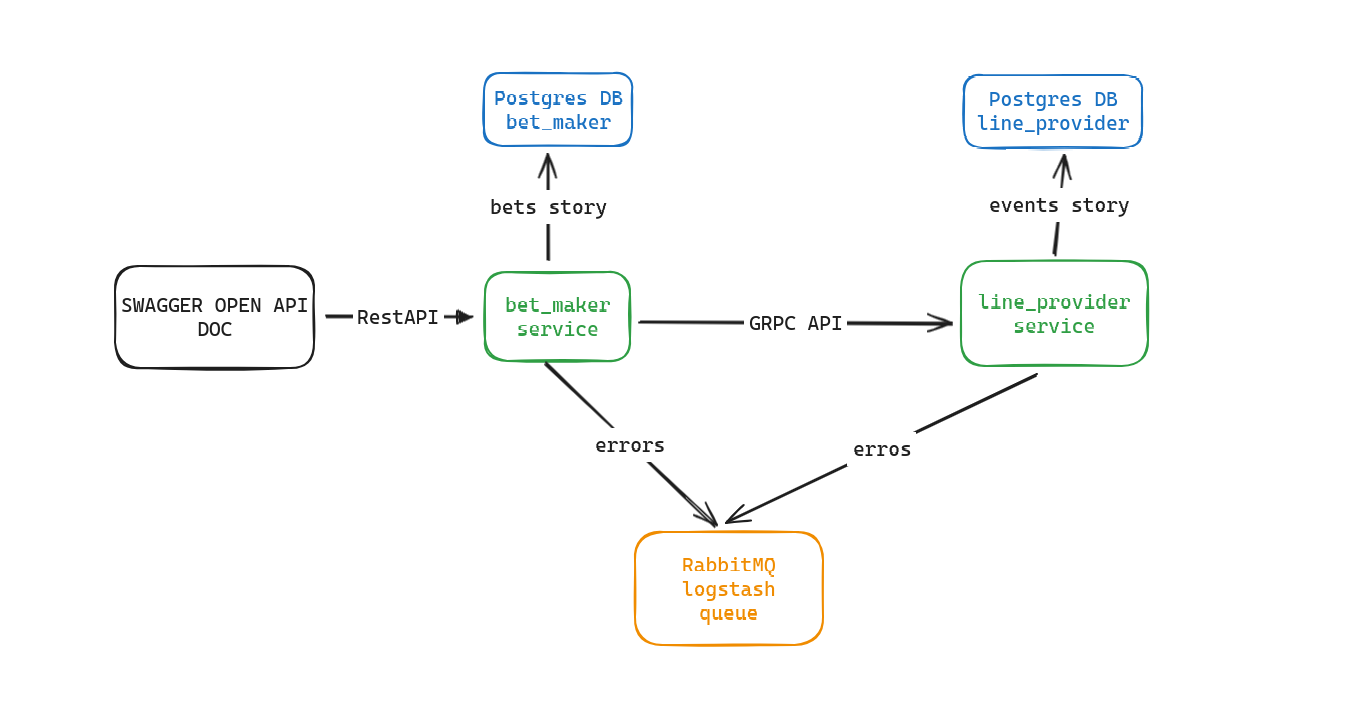 Postgres DB
bet_maker
Postgres DB
line_provider
bets story
events story
SWAGGER OPEN API
DOC
RestAPI
bet_maker
service
GRPC API
line_provider
service
errors
erros
RabbitMQ
logstash
queue